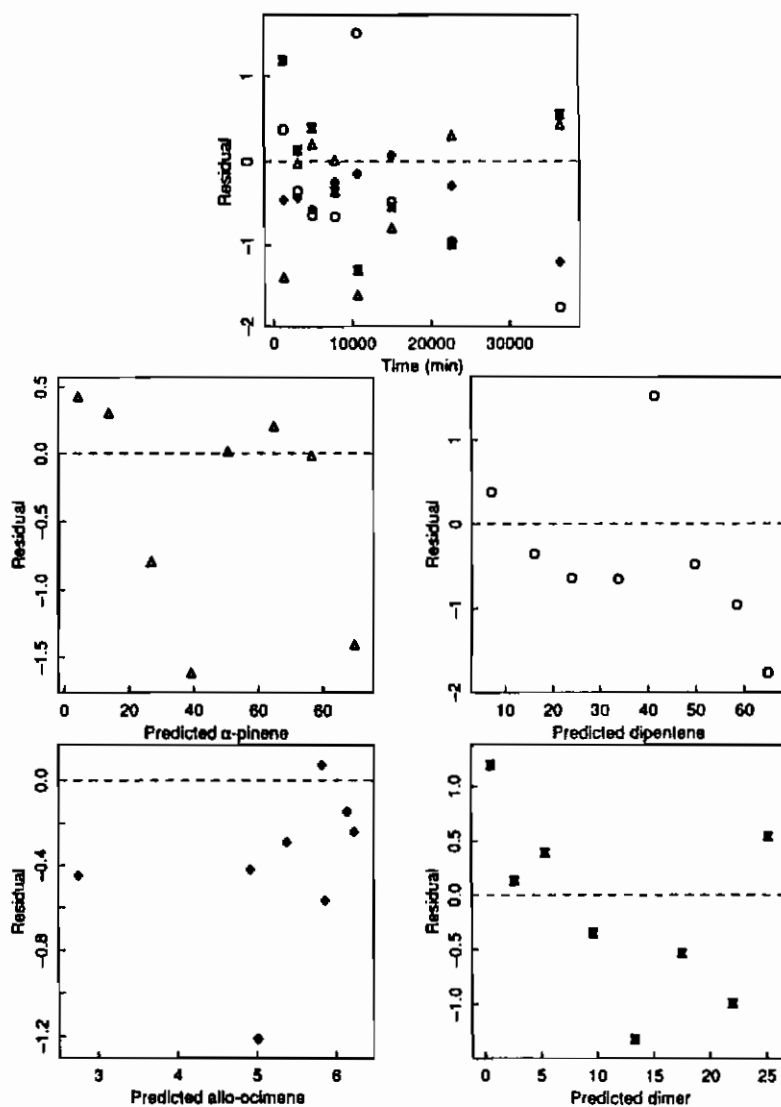 Residual
1
0
−1
−2
0 10000 20000 30000
Time (min)
Residual
0.5
0.0
−0.5
−1.0
−1.5
0 20 40 60 60
Predicted α-pinene
Residual
1
0
−1
−2
10 20 30 40 50 60
Predicted dipentene
Residual
0.0
−0.4
−0.8
−1.2
3 4 5 6
Predicted allo-ocimene
Residual
1.0
0.5
0.0
−0.5
−1.0
0 5 10 15 20 25
Predicted dimer